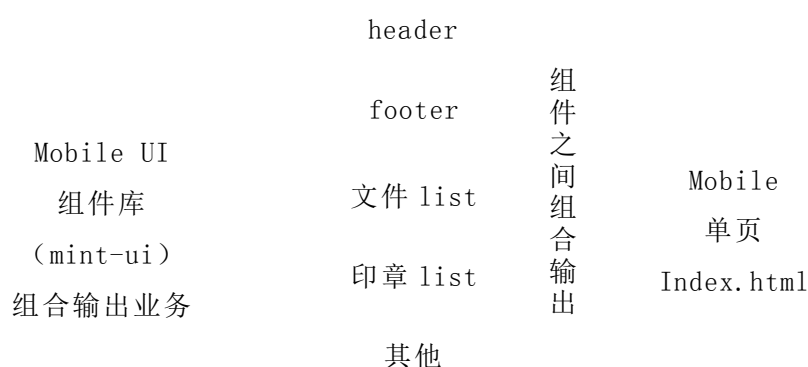 Mobile UI
组件库
（mint-ui）
组合输出业务
header
footer
文件 list
印章 list
其他
组件之间组合输出
Mobile
单页
Index.html